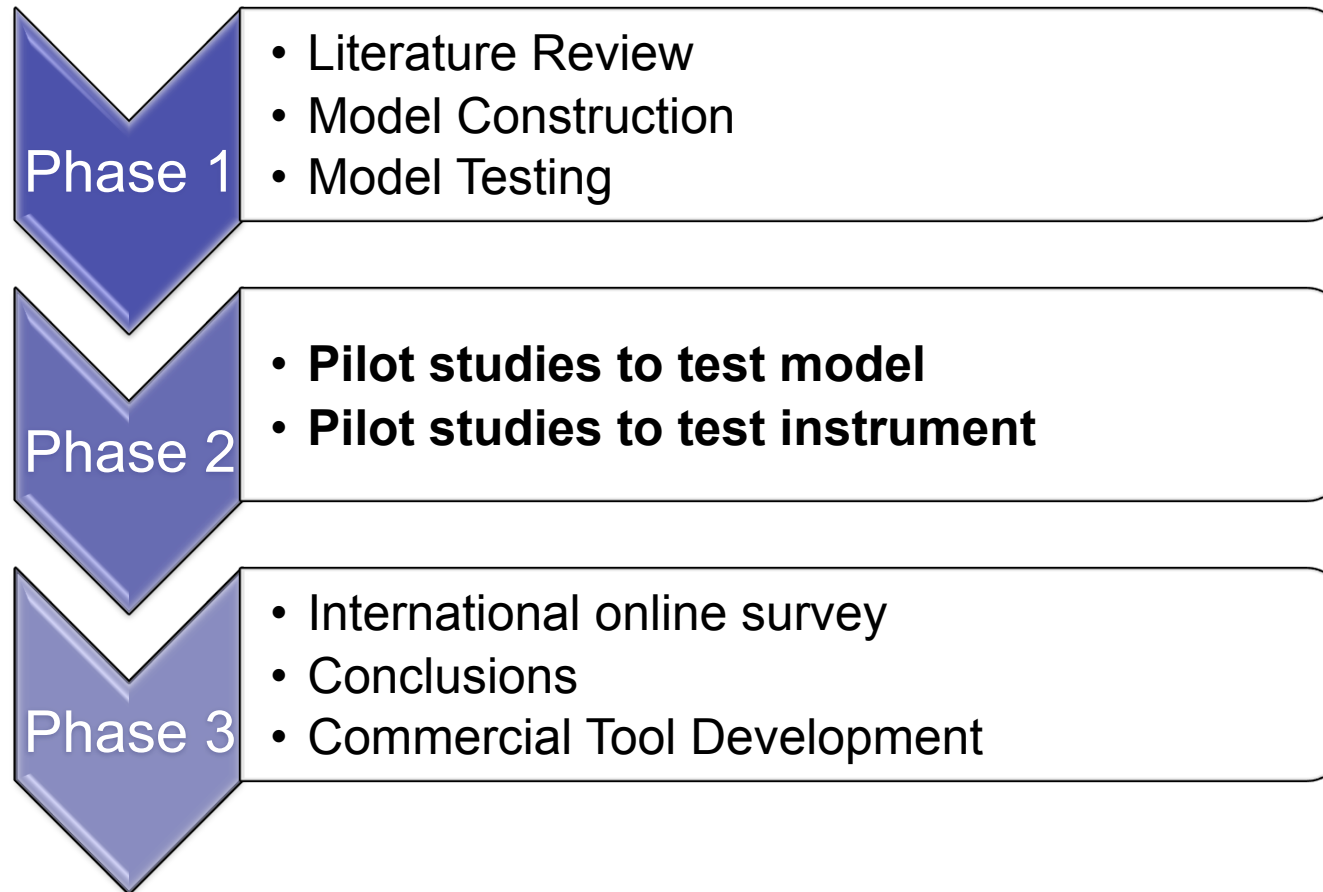 Phase 1
• Literature Review
• Model Construction
• Model Testing
Phase 2
• Pilot studies to test model
• Pilot studies to test instrument
Phase 3
• International online survey
• Conclusions
• Commercial Tool Development